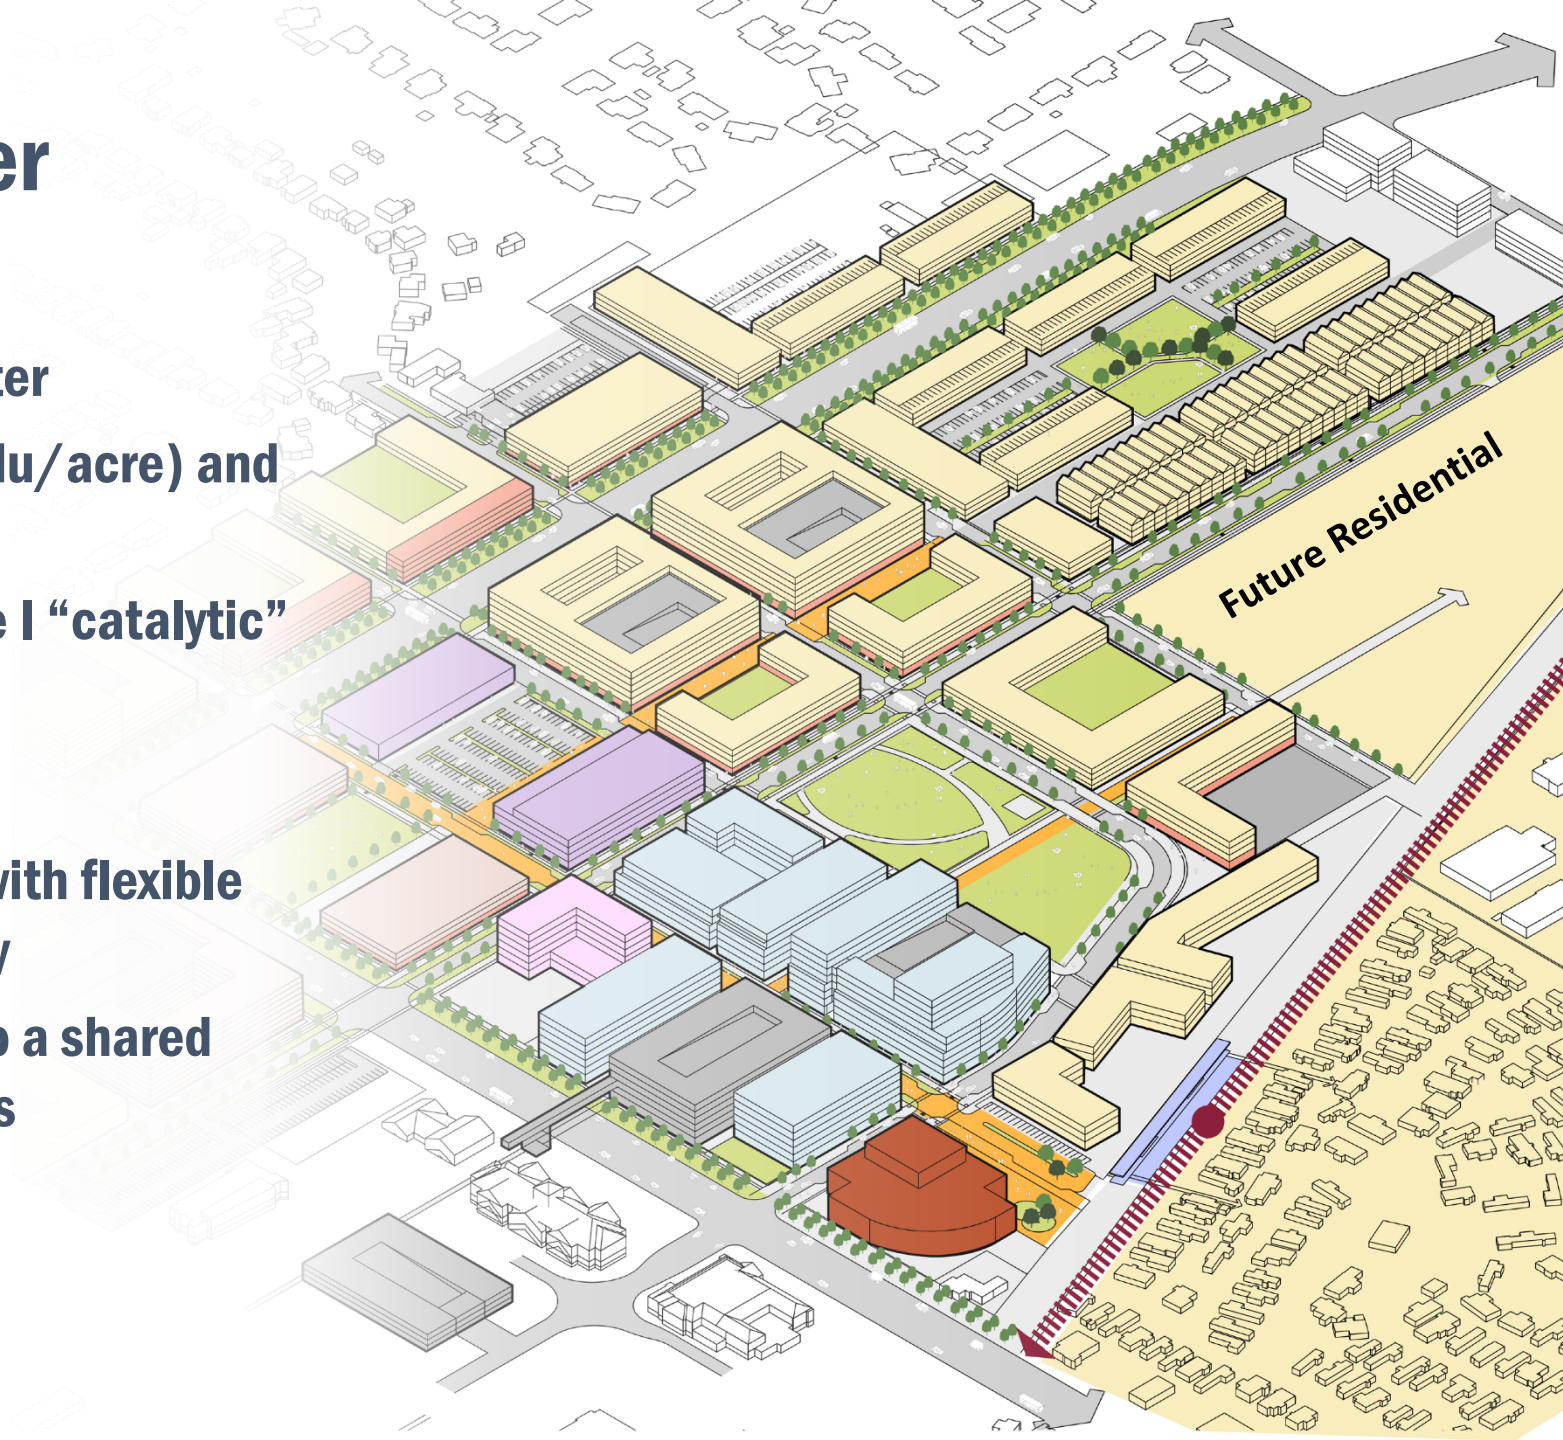 er
ter
du/acre) and
e I “catalytic”
with flexible
y
o a shared
s
Future Residential